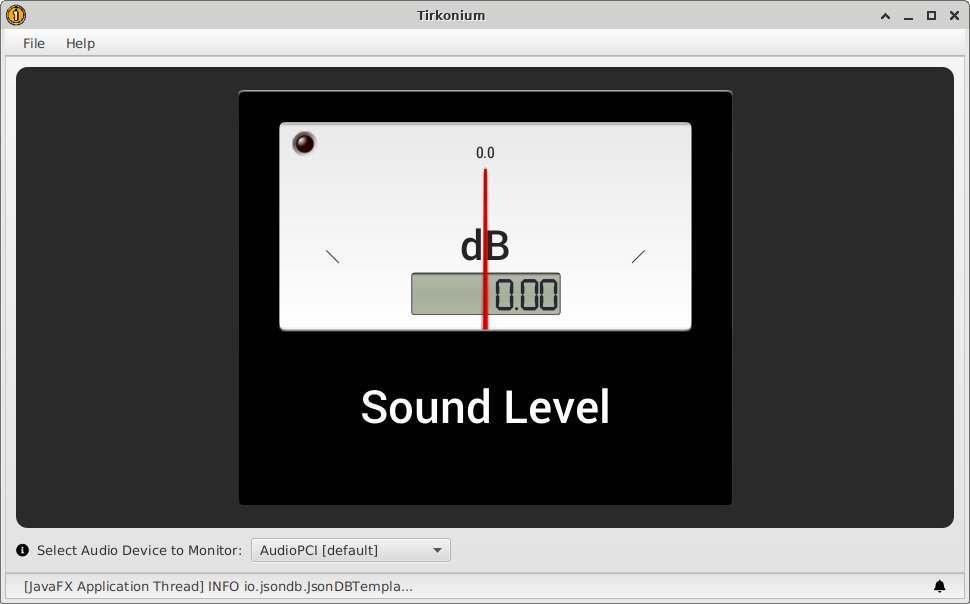 Tirkonium
File Help
0.0
dB
0.00
Sound Level
Select Audio Device to Monitor: AudioPCI [default]
[JavaFX Application Thread] INFO io.jsondb.JsonDBTempla...